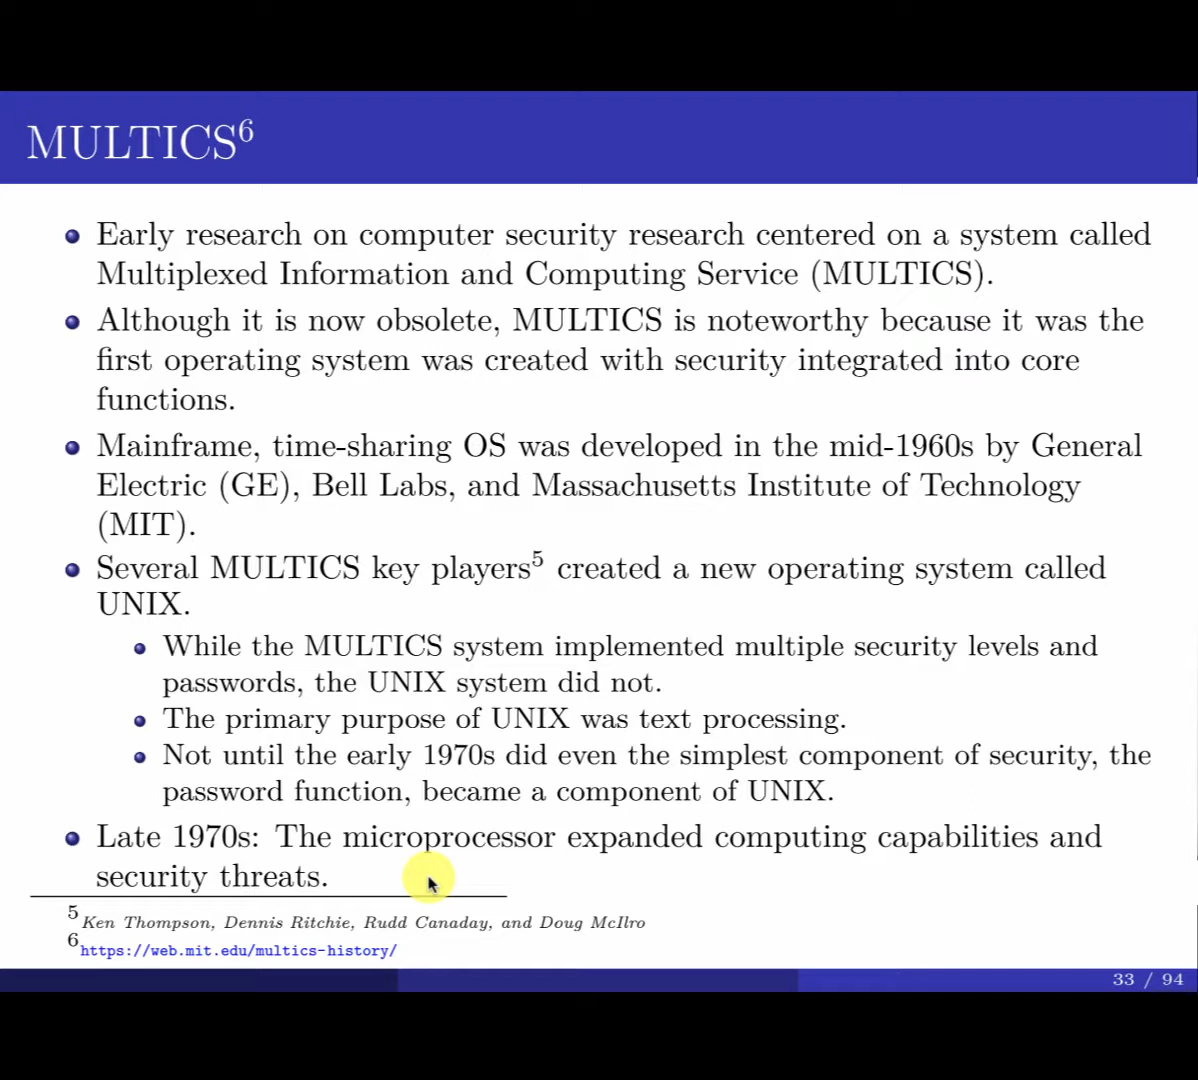 MULTICS⁶
Early research on computer security research centered on a system called
Multiplexed Information and Computing Service (MULTICS).
Although it is now obsolete, MULTICS is noteworthy because it was the
first operating system was created with security integrated into core
functions.
Mainframe, time-sharing OS was developed in the mid-1960s by General
Electric (GE), Bell Labs, and Massachusetts Institute of Technology
(MIT).
Several MULTICS key players⁵ created a new operating system called
UNIX.
While the MULTICS system implemented multiple security levels and
passwords, the UNIX system did not.
The primary purpose of UNIX was text processing.
Not until the early 1970s did even the simplest component of security, the
password function, became a component of UNIX.
Late 1970s: The microprocessor expanded computing capabilities and
security threats.
⁵Ken Thompson, Dennis Ritchie, Rudd Canaday, and Doug McIlro
⁶https://web.mit.edu/multics-history/
33 / 94